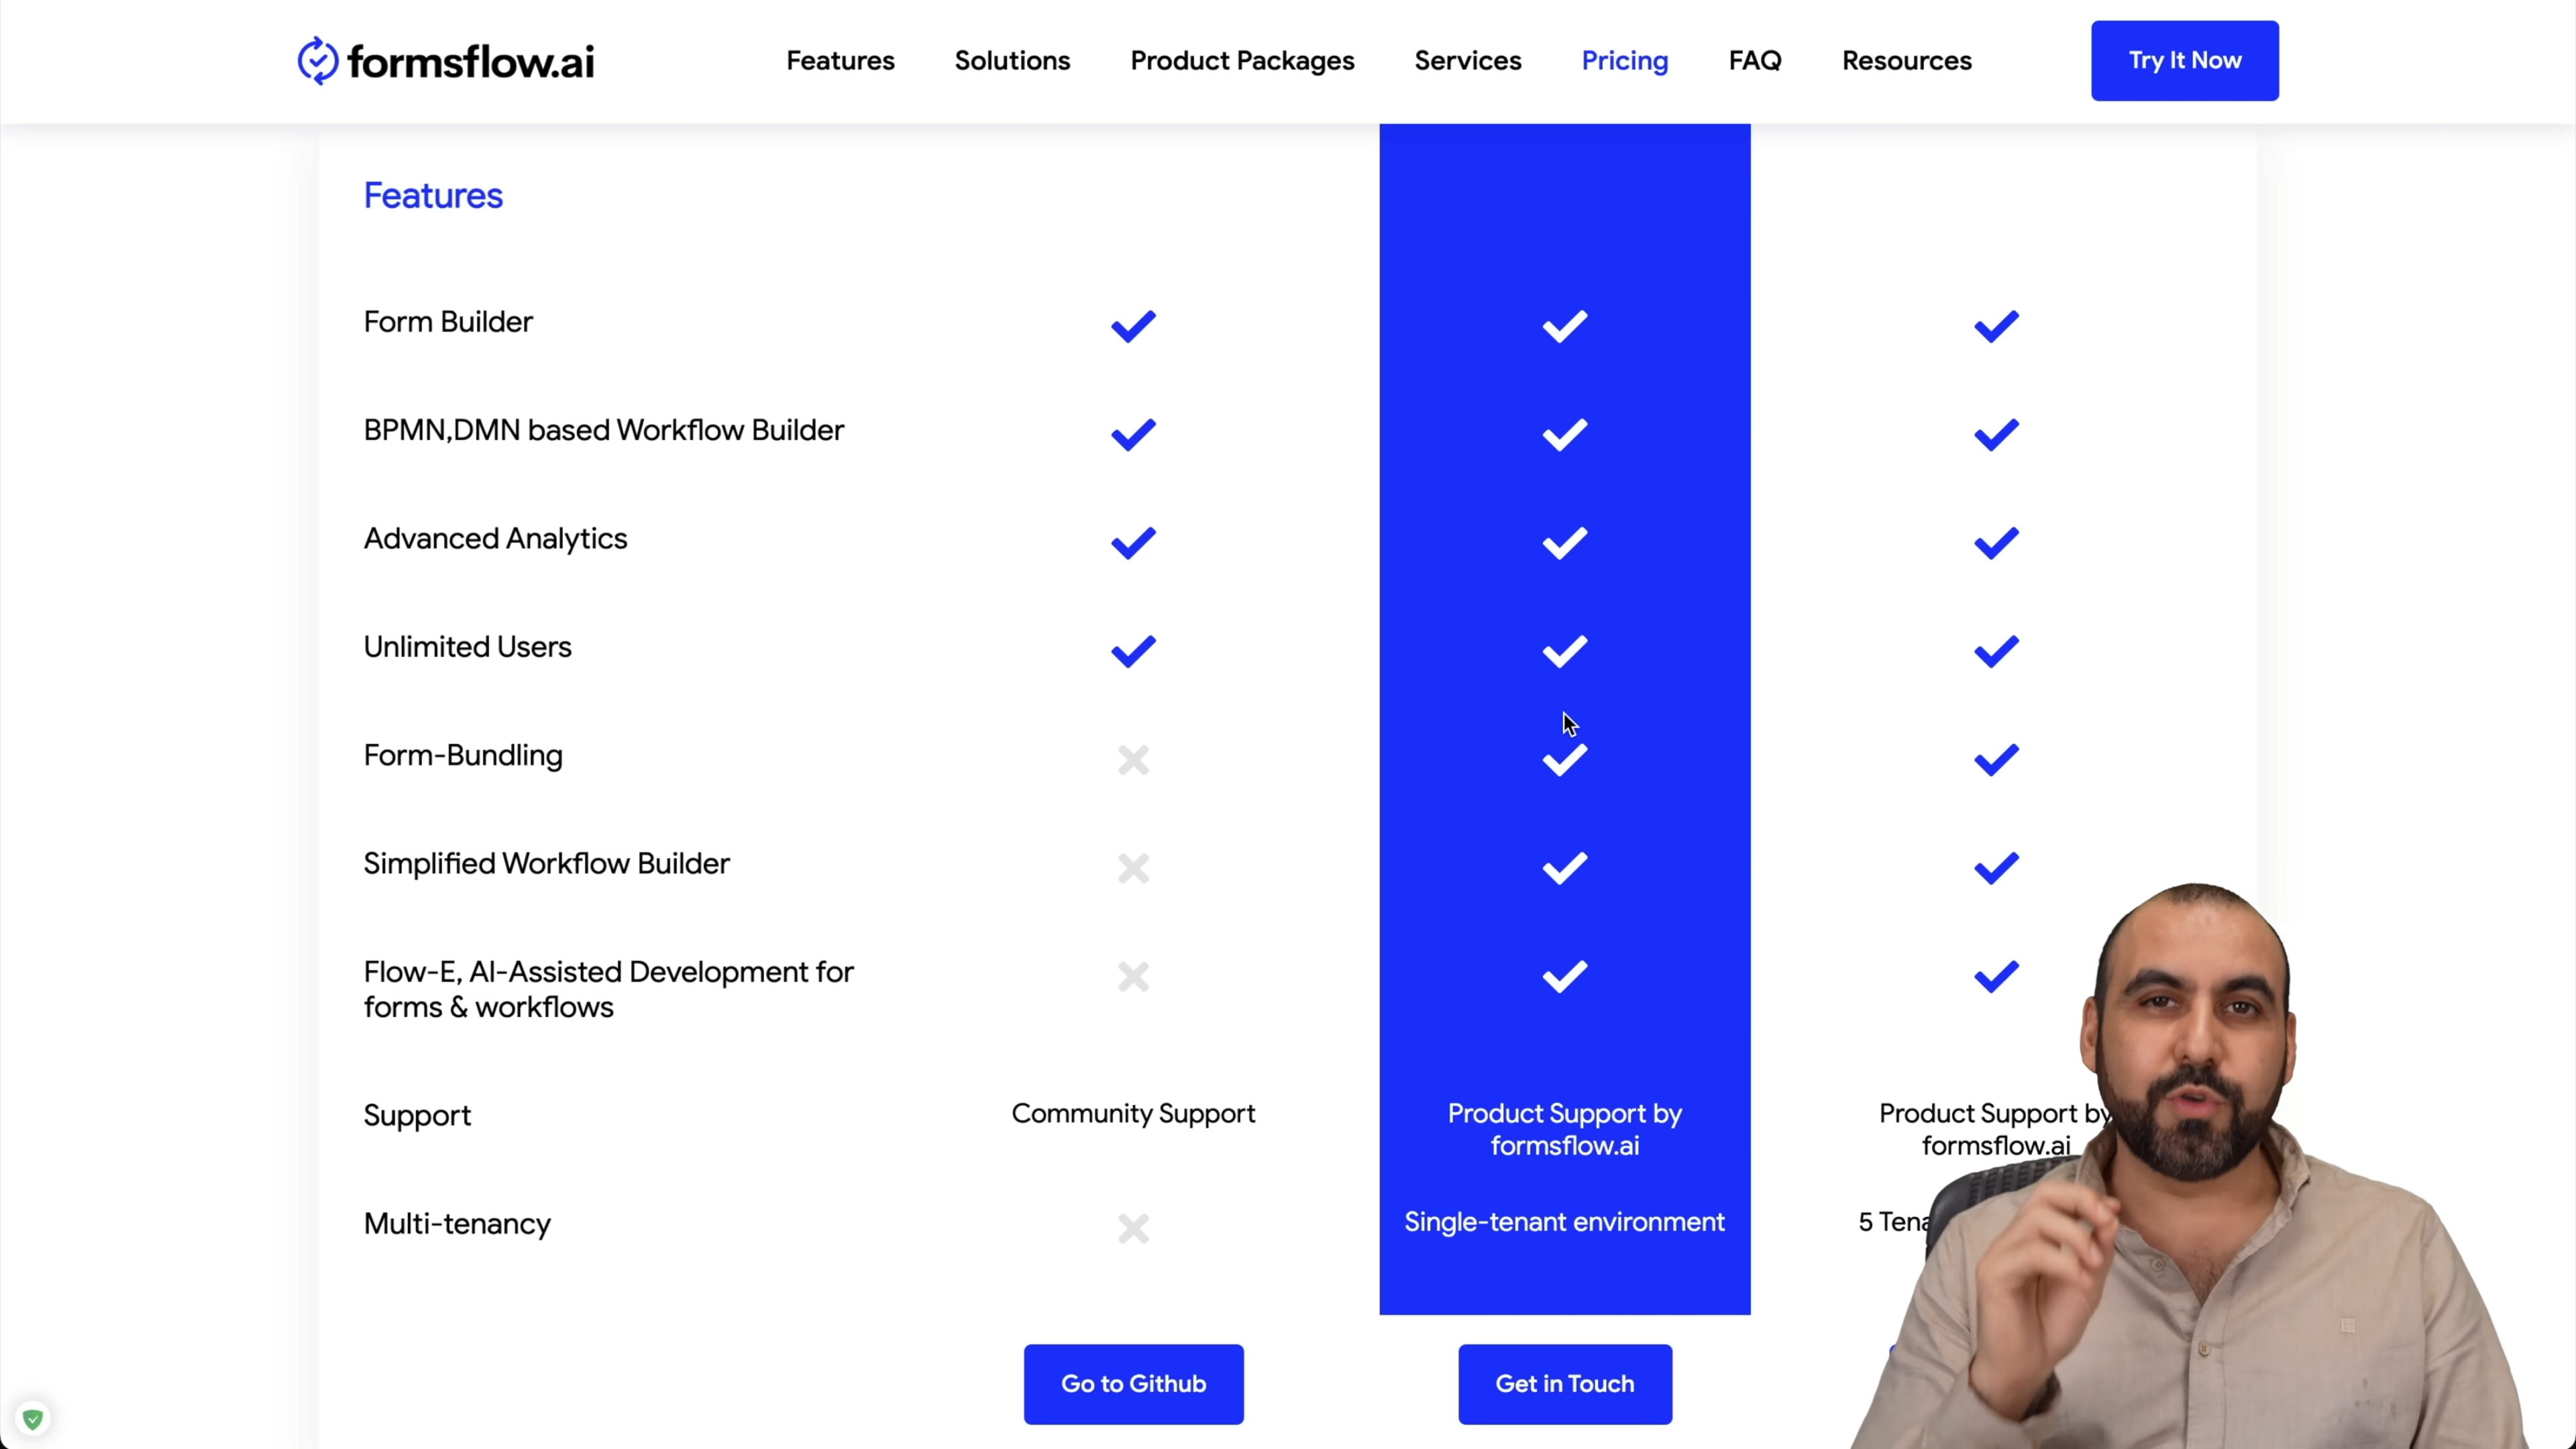 formsflow.ai
Features
Solutions
Product Packages
Services
Pricing
FAQ
Resources
Try It Now
Features
Form Builder
BPMN,DMN based Workflow Builder
Advanced Analytics
Unlimited Users
Form-Bundling
Simplified Workflow Builder
Flow-E, AI-Assisted Development for
forms & workflows
Support
Community Support
Product Support by
formsflow.ai
Product Support by
formsflow.ai
Multi-tenancy
Single-tenant environment
5
Go to Github
Get in Touch